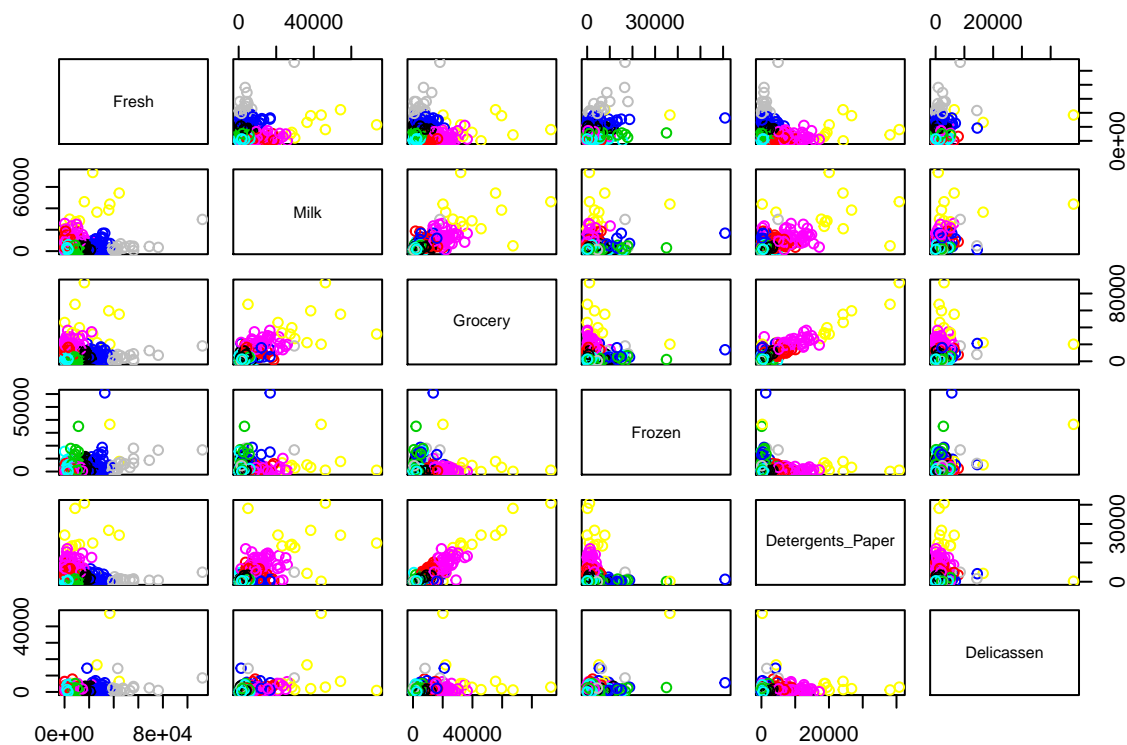 0 40000 0 30000 0 20000
Fresh 0e+00
0 60000 Milk
Grocery 0 80000
0 50000 Frozen
Detergents_Paper 0 30000
0 40000 Delicassen
0e+00 8e+04 0 40000 0 20000